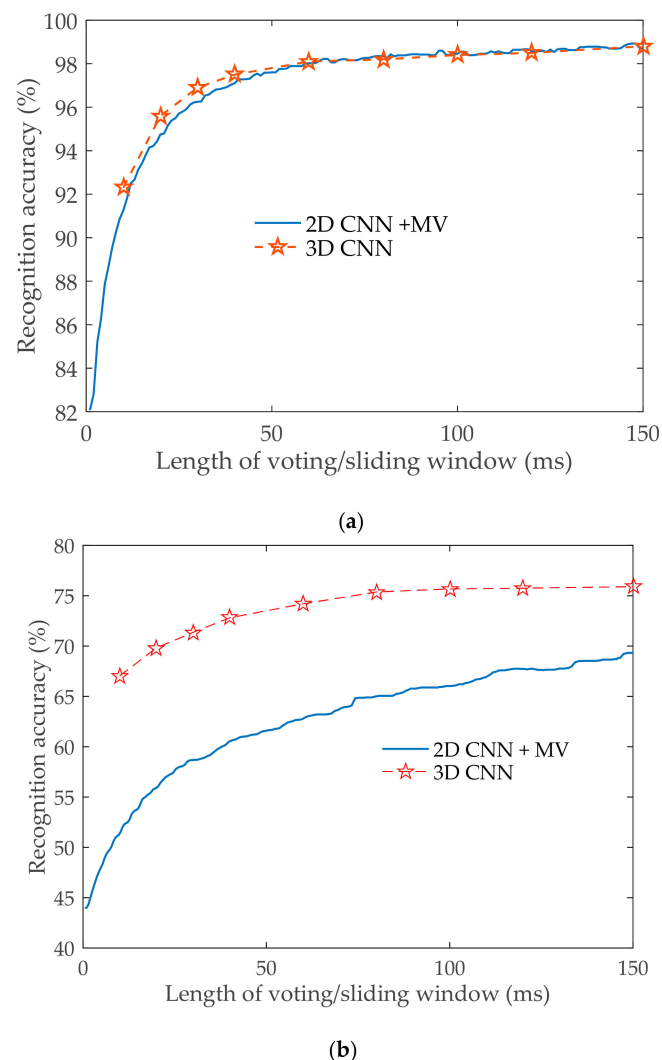 100
98
96
94
92
90
88
86
84
82
Recognition accuracy (%)
2D CNN +MV
3D CNN
0 50 100 150
Length of voting/sliding window (ms)
(a)
80
75
70
65
60
55
50
45
40
Recognition accuracy (%)
2D CNN + MV
3D CNN
0 50 100 150
Length of voting/sliding window (ms)
(b)